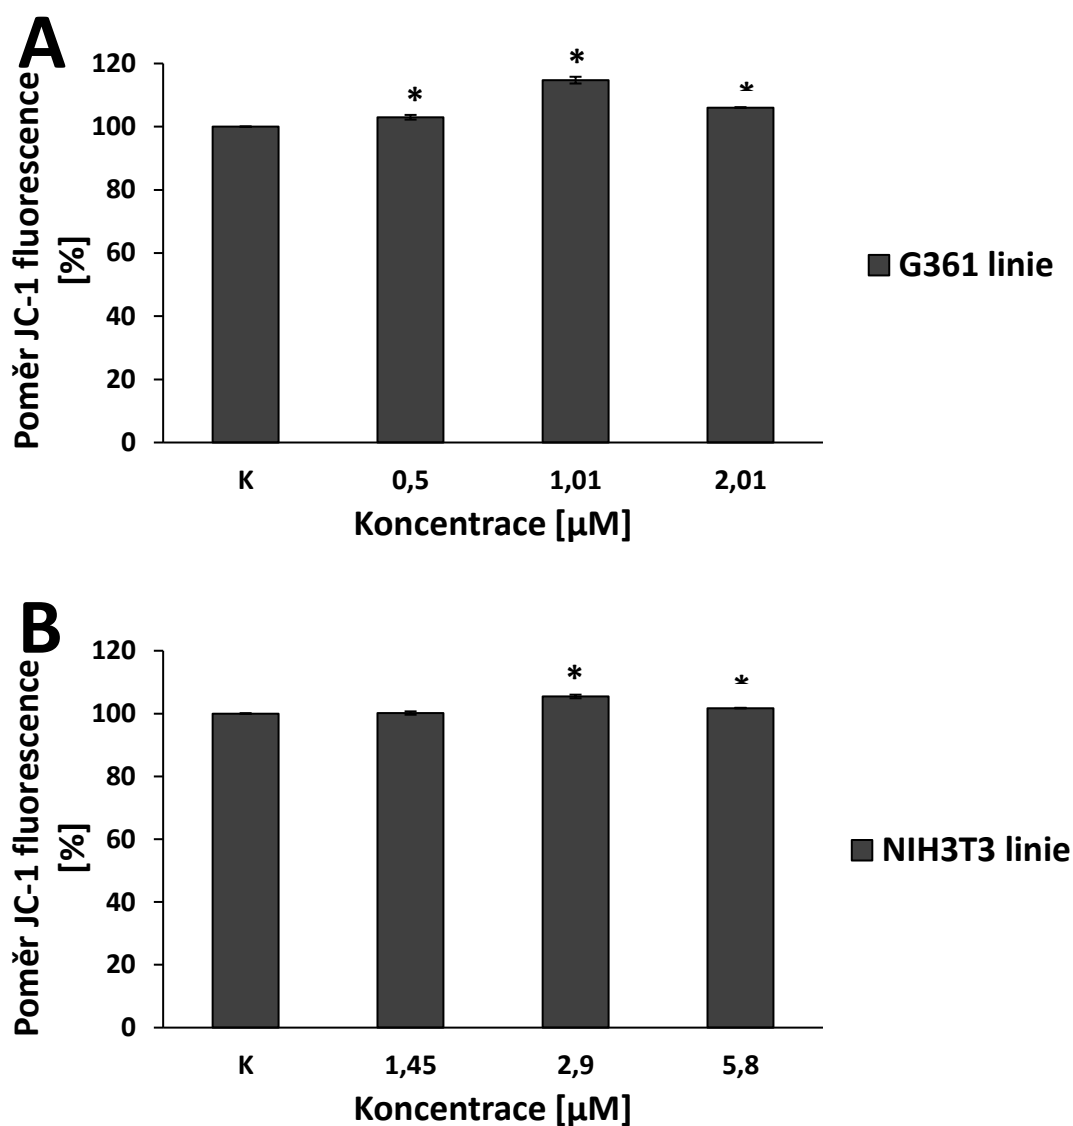 A
Poměr JC-1 fluorescence
[%]
120
100
80
60
40
20
0
*
*
*
K 0,5 1,01 2,01
Koncentrace [µM]
G361 linie
B
Poměr JC-1 fluorescence
[%]
120
100
80
60
40
20
0
*
*
K 1,45 2,9 5,8
Koncentrace [µM]
NIH3T3 linie